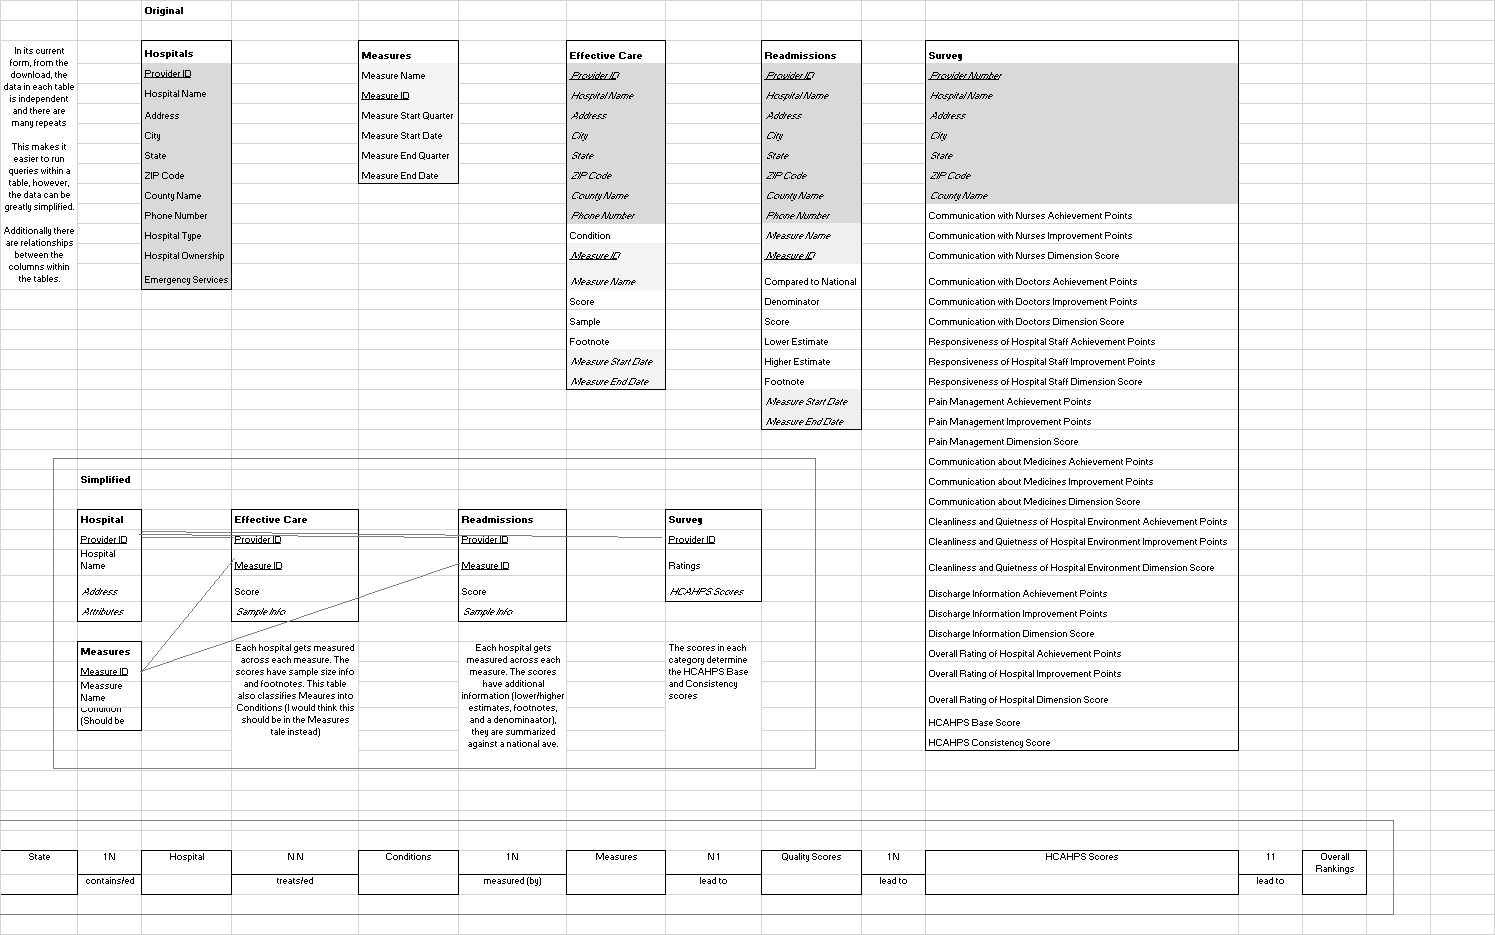 Original
In its current
form, from the
download, the
data in each table
is independent
and there are
many repeats
This makes it
easier to run
queries within a
table, however,
the data can be
greatly simplified.
Additionally there
are relationships
between the
columns within
the tables.
Hospitals
Provider ID
Hospital Name
Address
City
State
ZIP Code
County Name
Phone Number
Hospital Type
Hospital Ownership
Emergency Services
Measures
Measure Name
Measure ID
Measure Start Quarter
Measure Start Date
Measure End Quarter
Measure End Date
Effective Care
Provider ID
Hospital Name
Address
City
State
ZIP Code
County Name
Phone Number
Condition
Measure ID
Measure Name
Score
Sample
Footnote
Measure Start Date
Measure End Date
Readmissions
Provider ID
Hospital Name
Address
City
State
ZIP Code
County Name
Phone Number
Measure Name
Measure ID
Compared to National
Denominator
Score
Lower Estimate
Higher Estimate
Footnote
Measure Start Date
Measure End Date
Survey
Provider Number
Hospital Name
Address
City
State
ZIP Code
County Name
Communication with Nurses Achievement Points
Communication with Nurses Improvement Points
Communication with Nurses Dimension Score
Communication with Doctors Achievement Points
Communication with Doctors Improvement Points
Communication with Doctors Dimension Score
Responsiveness of Hospital Staff Achievement Points
Responsiveness of Hospital Staff Improvement Points
Responsiveness of Hospital Staff Dimension Score
Pain Management Achievement Points
Pain Management Improvement Points
Pain Management Dimension Score
Communication about Medicines Achievement Points
Communication about Medicines Improvement Points
Communication about Medicines Dimension Score
Cleanliness and Quietness of Hospital Environment Achievement Points
Cleanliness and Quietness of Hospital Environment Improvement Points
Cleanliness and Quietness of Hospital Environment Dimension Score
Discharge Information Achievement Points
Discharge Information Improvement Points
Discharge Information Dimension Score
Overall Rating of Hospital Achievement Points
Overall Rating of Hospital Improvement Points
Overall Rating of Hospital Dimension Score
HCAHPS Base Score
HCAHPS Consistency Score
Simplified
Hospital
Provider ID
Hospital
Name
Address
Attributes
Measures
Measure ID
Meassure
Name
Condition
(Should be
Effective Care
Provider ID
Measure ID
Score
Sample Info
Each hospital gets measured
across each measure. The
scores have sample size info
and footnotes. This table
also classifies Meaures into
Conditions (I would think this
should be in the Measures
tale instead)
Readmissions
Provider ID
Measure ID
Score
Sample Info
Each hospital gets
measured across each
measure. The scores
have additional
information (lower/higher
estimates, footnotes,
and a denominaator),
they are summarized
against a national ave.
Survey
Provider ID
Ratings
HCAHPS Scores
The scores in each
category determine
the HCAHPS Base
and Consistency
scores
State
1N
contains/ed
Hospital
N N
treats/ed
Conditions
1N
measured (by)
Measures
N 1
lead to
Quality Scores
1N
lead to
HCAHPS Scores
1 1
lead to
Overall
Rankings